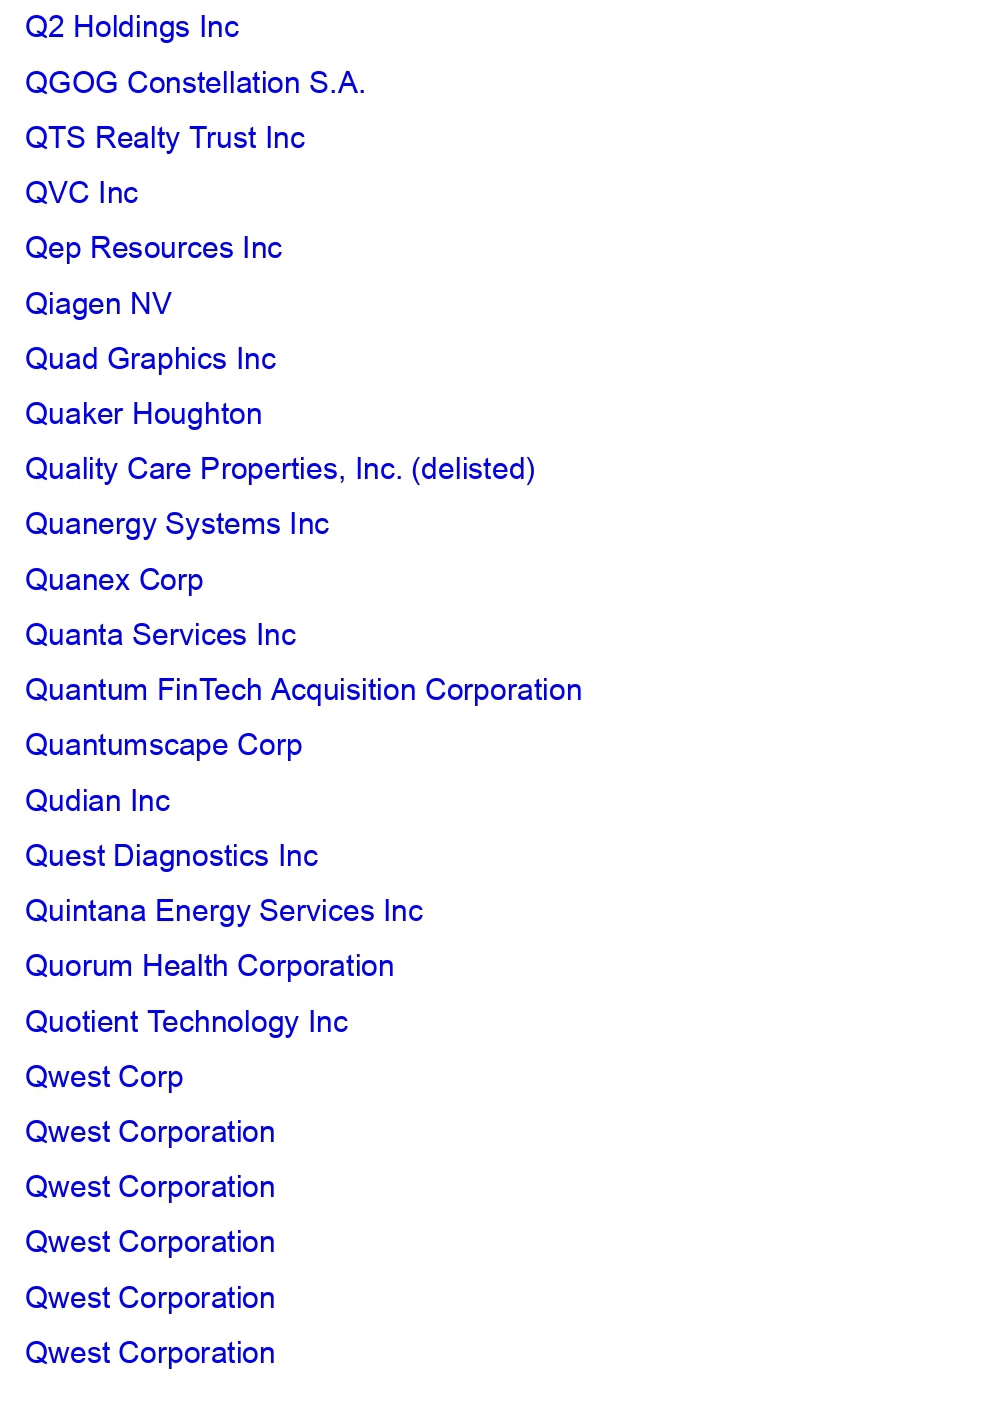 Q2 Holdings Inc
QGOG Constellation S.A.
QTS Realty Trust Inc
QVC Inc
Qep Resources Inc
Qiagen NV
Quad Graphics Inc
Quaker Houghton
Quality Care Properties, Inc. (delisted)
Quanergy Systems Inc
Quanex Corp
Quanta Services Inc
Quantum FinTech Acquisition Corporation
Quantumscape Corp
Qudian Inc
Quest Diagnostics Inc
Quintana Energy Services Inc
Quorum Health Corporation
Quotient Technology Inc
Qwest Corp
Qwest Corporation
Qwest Corporation
Qwest Corporation
Qwest Corporation
Qwest Corporation